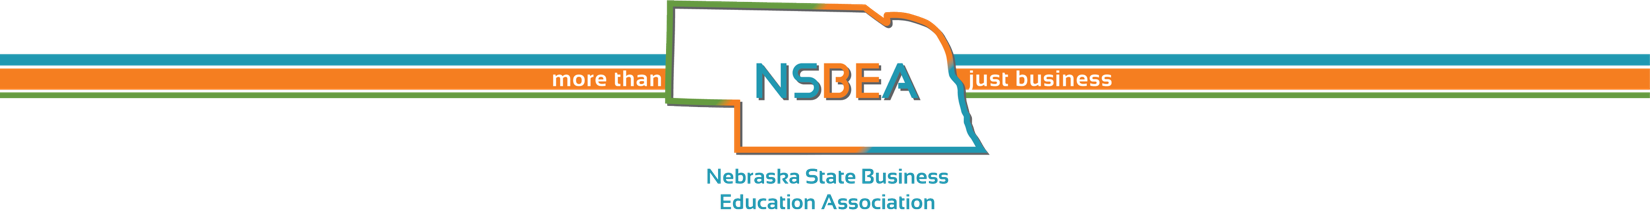 more than
NSBEA
just business
Nebraska State Business
Education Association